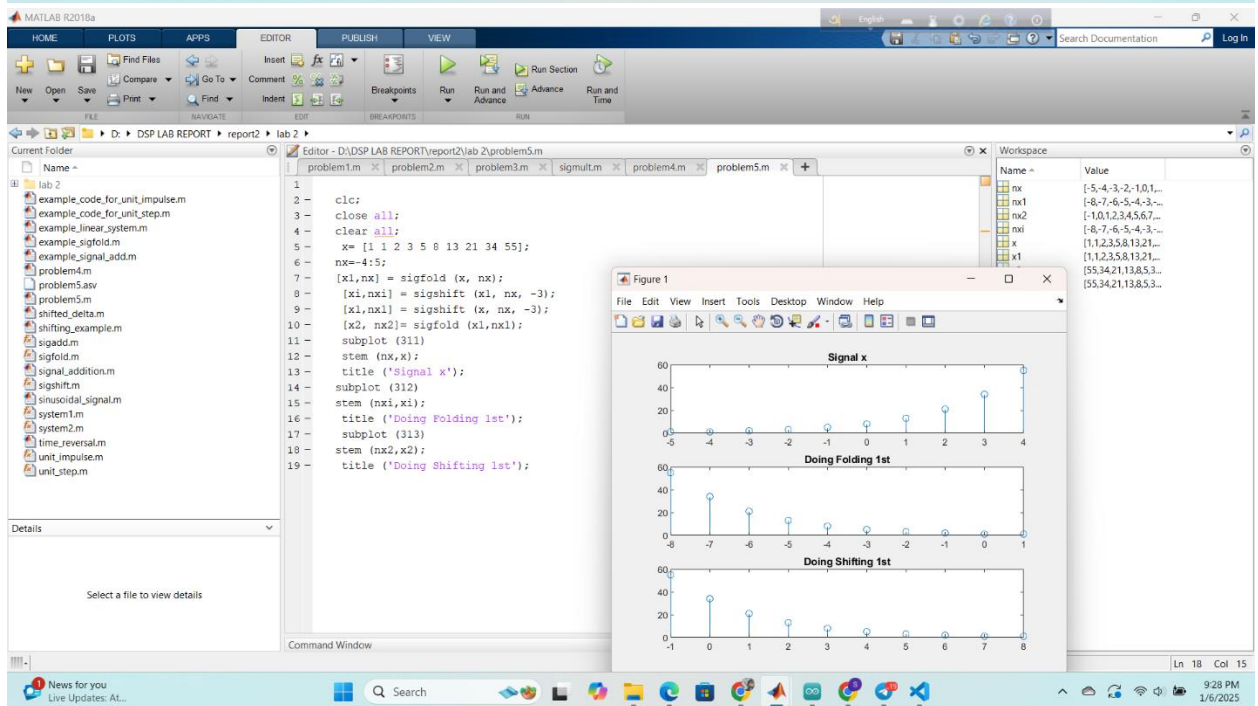 MATLAB R2018a
English
HOME PLOTS APPS EDITOR PUBLISH VIEW
Search Documentation
Log In
New Open Save
Find Files
Compare
Print
Go To
Find
Insert
Comment
Indent
Breakpoints
Run
Run and Advance
Run Section
Advance
Run and Time
FILE NAVIGATE EDIT BREAKPOINTS RUN
D: DSP LAB REPORT report2 lab 2
Current Folder
Name
lab 2
example_code_for_unit_impulse.m
example_code_for_unit_step.m
example_linear_system.m
example_sigfold.m
example_signal_add.m
problem4.m
problem5.asv
problem5.m
shifted_delta.m
shifting_example.m
sigadd.m
sigfold.m
signal_addition.m
sigshift.m
sinusoidal_signal.m
system1.m
system2.m
time_reversal.m
unit_impulse.m
unit_step.m
Details
Select a file to view details
Editor - D:\DSP LAB REPORT\report2\lab 2\problem5.m
problem1.m problem2.m problem3.m sigmult.m problem4.m problem5.m
1
2 - clc;
3 - close all;
4 - clear all;
5 - x= [1 1 2 3 5 8 13 21 34 55];
6 - nx=-4:5;
7 - [x1,nx] = sigfold (x, nx);
8 - [xi,nxi] = sigshift (x1, nx, -3);
9 - [x1,nx1] = sigshift (x, nx, -3);
10 - [x2, nx2]= sigfold (x1,nx1);
11 - subplot (311)
12 - stem (nx,x);
13 - title ('Signal x');
14 - subplot (312)
15 - stem (nxi,xi);
16 - title ('Doing Folding 1st');
17 - subplot (313)
18 - stem (nx2,x2);
19 - title ('Doing Shifting 1st');
Command Window
Workspace
Name Value
nx [-5,-4,-3,-2,-1,0,1,...
nx1 [-8,-7,-6,-5,-4,-3,-...
nx2 [-1,0,1,2,3,4,5,6,7,...
nxi [-8,-7,-6,-5,-4,-3,-...
x [1,1,2,3,5,8,13,21,...
x1 [1,1,2,3,5,8,13,21,...
[55,34,21,13,8,5,3...
[55,34,21,13,8,5,3...
Figure 1
File Edit View Insert Tools Desktop Window Help
Signal x
60
40
20
0
-5 -4 -3 -2 -1 0 1 2 3 4
Doing Folding 1st
60
40
20
0
-8 -7 -6 -5 -4 -3 -2 -1 0 1
Doing Shifting 1st
60
40
20
0
-1 0 1 2 3 4 5 6 7 8
Ln 18 Col 15
News for you
Live Updates: At...
Search
9:28 PM
1/6/2025